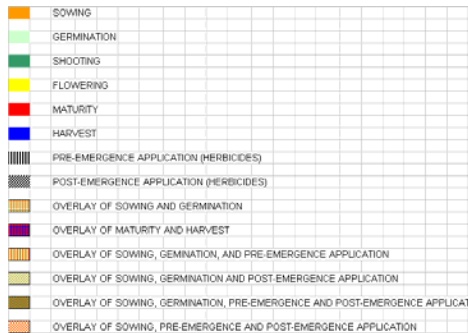 SOWING
GERMINATION
SHOOTING
FLOWERING
MATURITY
HARVEST
PRE-EMERGENCE APPLICATION (HERBICIDES)
POST-EMERGENCE APPLICATION (HERBICIDES)
OVERLAY OF SOWING AND GERMINATION
OVERLAY OF MATURITY AND HARVEST
OVERLAY OF SOWING, GEMINATION, AND PRE-EMERGENCE APPLICATION
OVERLAY OF SOWING, GERMINATION AND POST-EMERGENCE APPLICATION
OVERLAY OF SOWING, GERMINATION, PRE-EMERGENCE AND POST-EMERGENCE APPLICAT
OVERLAY OF SOWING, PRE-EMERGENCE AND POST-EMERGENCE APPLICATION